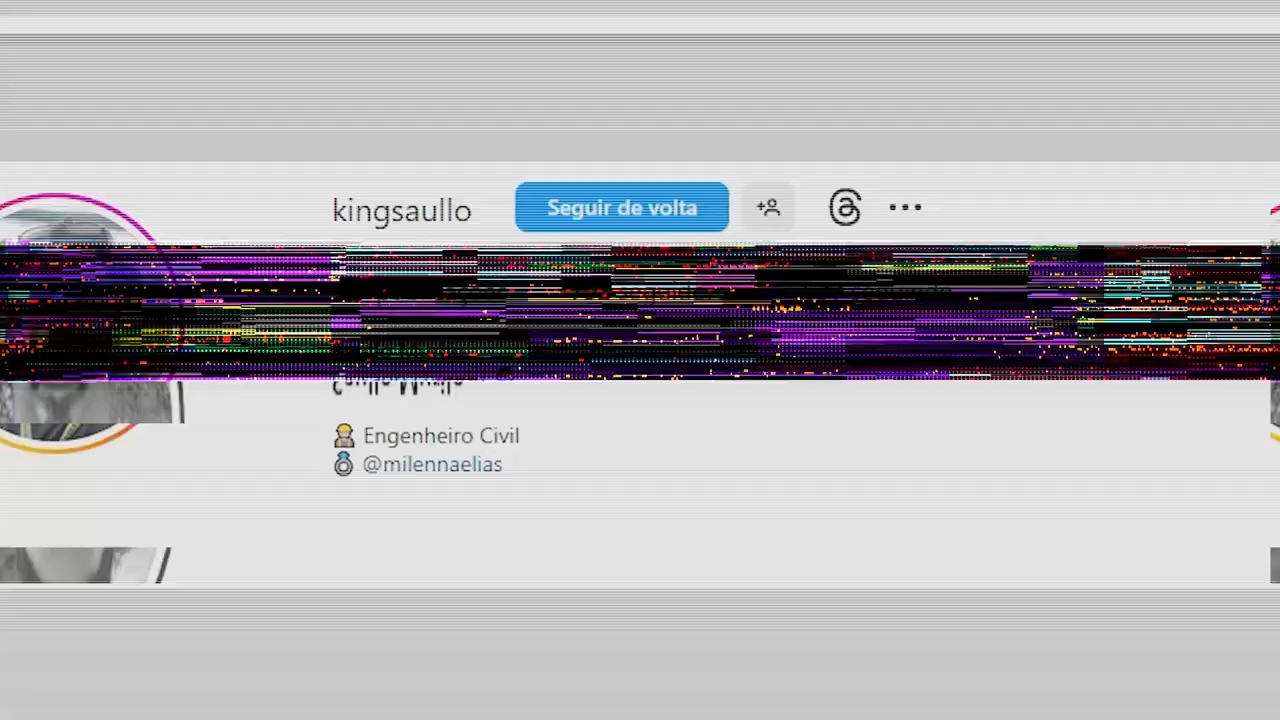 kingsaullo
Seguir de volta
Engenheiro Civil
@milennaelias